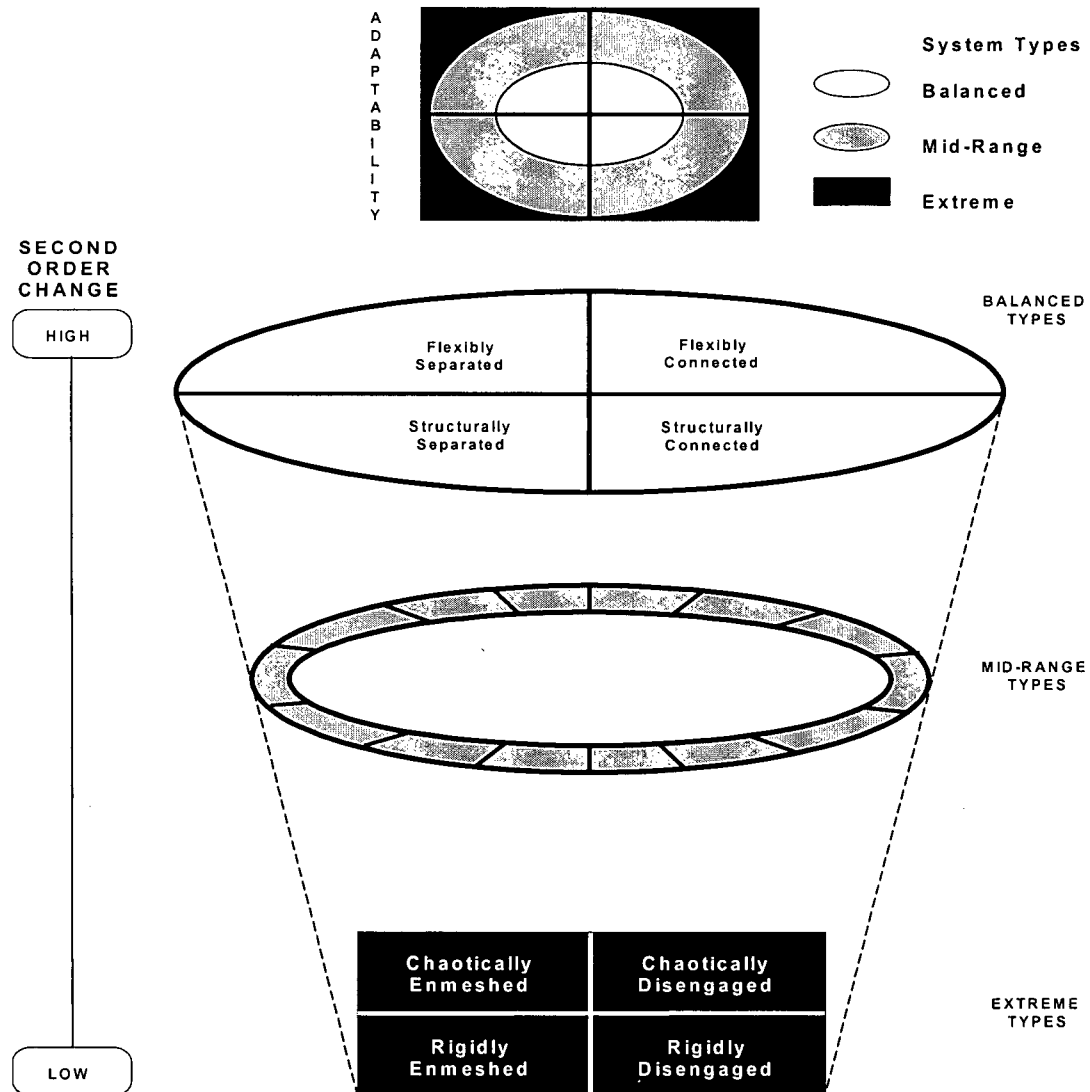 ADAPTABILITY
System Types
Balanced
Mid-Range
Extreme
SECOND
ORDER
CHANGE
HIGH
BALANCED
TYPES
Flexibly
Separated
Flexibly
Connected
Structurally
Separated
Structurally
Connected
MID-RANGE
TYPES
Chaotically
Enmeshed
Chaotically
Disengaged
Rigidly
Enmeshed
Rigidly
Disengaged
EXTREME
TYPES
LOW